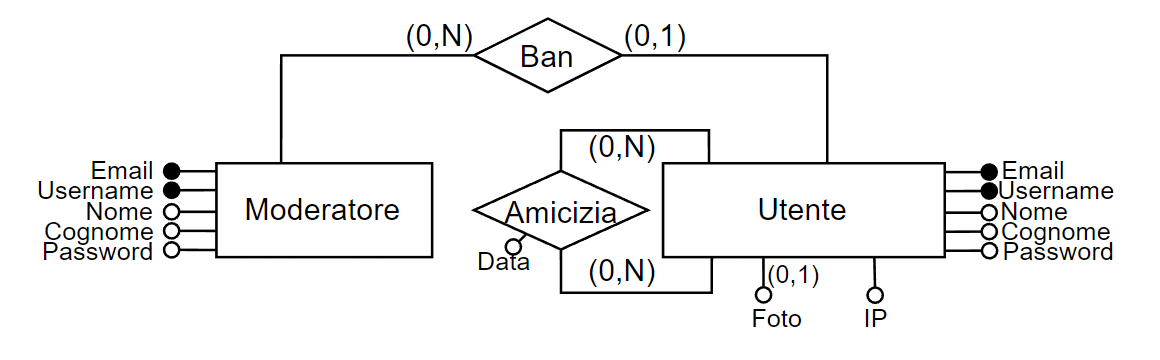 (0,N)
Ban
(0,1)
Email
Username
Nome
Cognome
Password
Moderatore
(0,N)
Amicizia
Data
(0,N)
Utente
Email
Username
Nome
Cognome
Password
(0,1)
Foto
IP